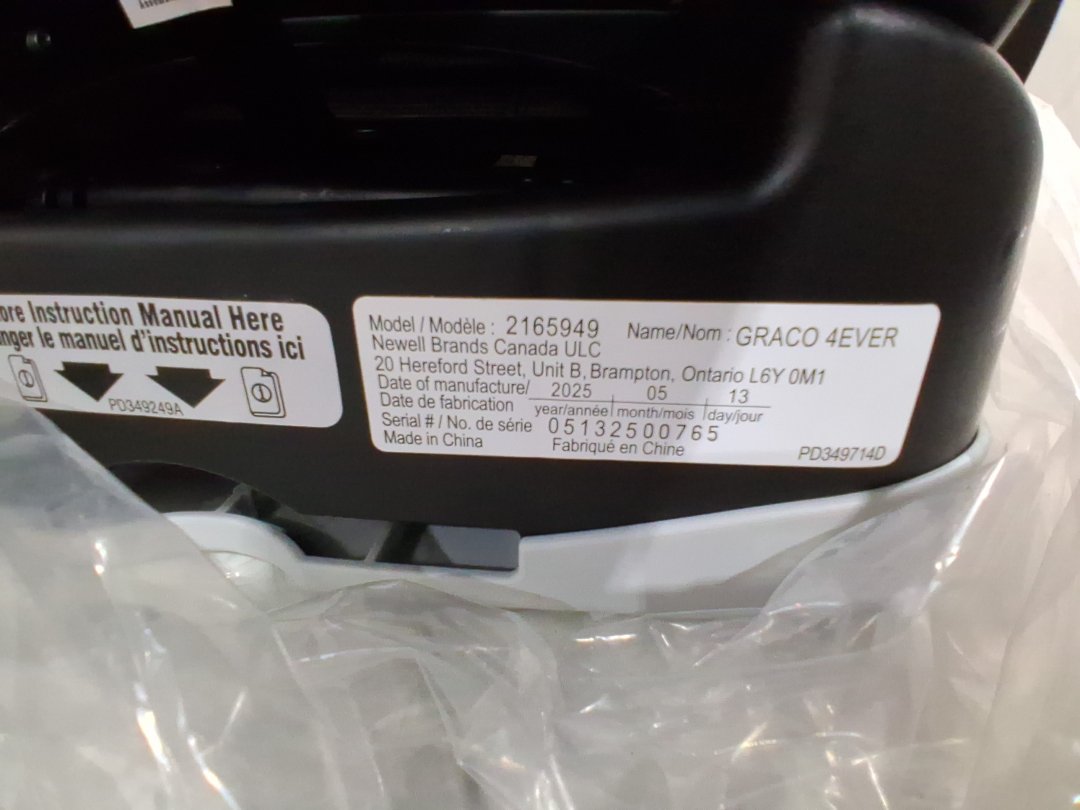 ore Instruction Manual Here
nger le manuel d'instructions ici
PD349249A
Model / Modèle : 2165949 Name/Nom : GRACO 4EVER
Newell Brands Canada ULC
20 Hereford Street, Unit B, Brampton, Ontario L6Y 0M1
Date of manufacture/ 2025 05 13
Date de fabrication year/année month/mois day/jour
Serial # / No. de série 05132500765
Made in China Fabriqué en Chine PD349714D